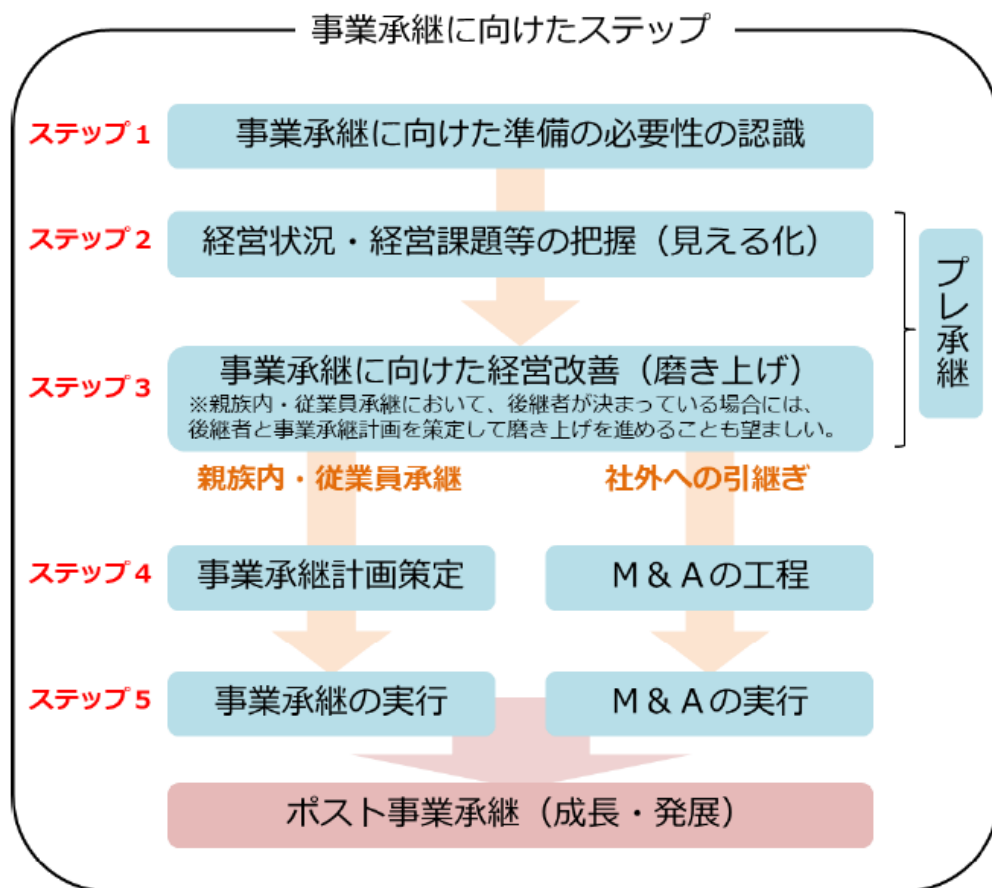 事業承継に向けたステップ
ステップ1
事業承継に向けた準備の必要性の認識
ステップ2
経営状況・経営課題等の把握（見える化）
プレ承継
ステップ3
事業承継に向けた経営改善（磨き上げ）
※親族内・従業員承継において、後継者が決まっている場合には、
後継者と事業承継計画を策定して磨き上げを進めることも望ましい。
親族内・従業員承継
社外への引継ぎ
ステップ4
事業承継計画策定
Ｍ＆Ａの工程
ステップ5
事業承継の実行
Ｍ＆Ａの実行
ポスト事業承継（成長・発展）